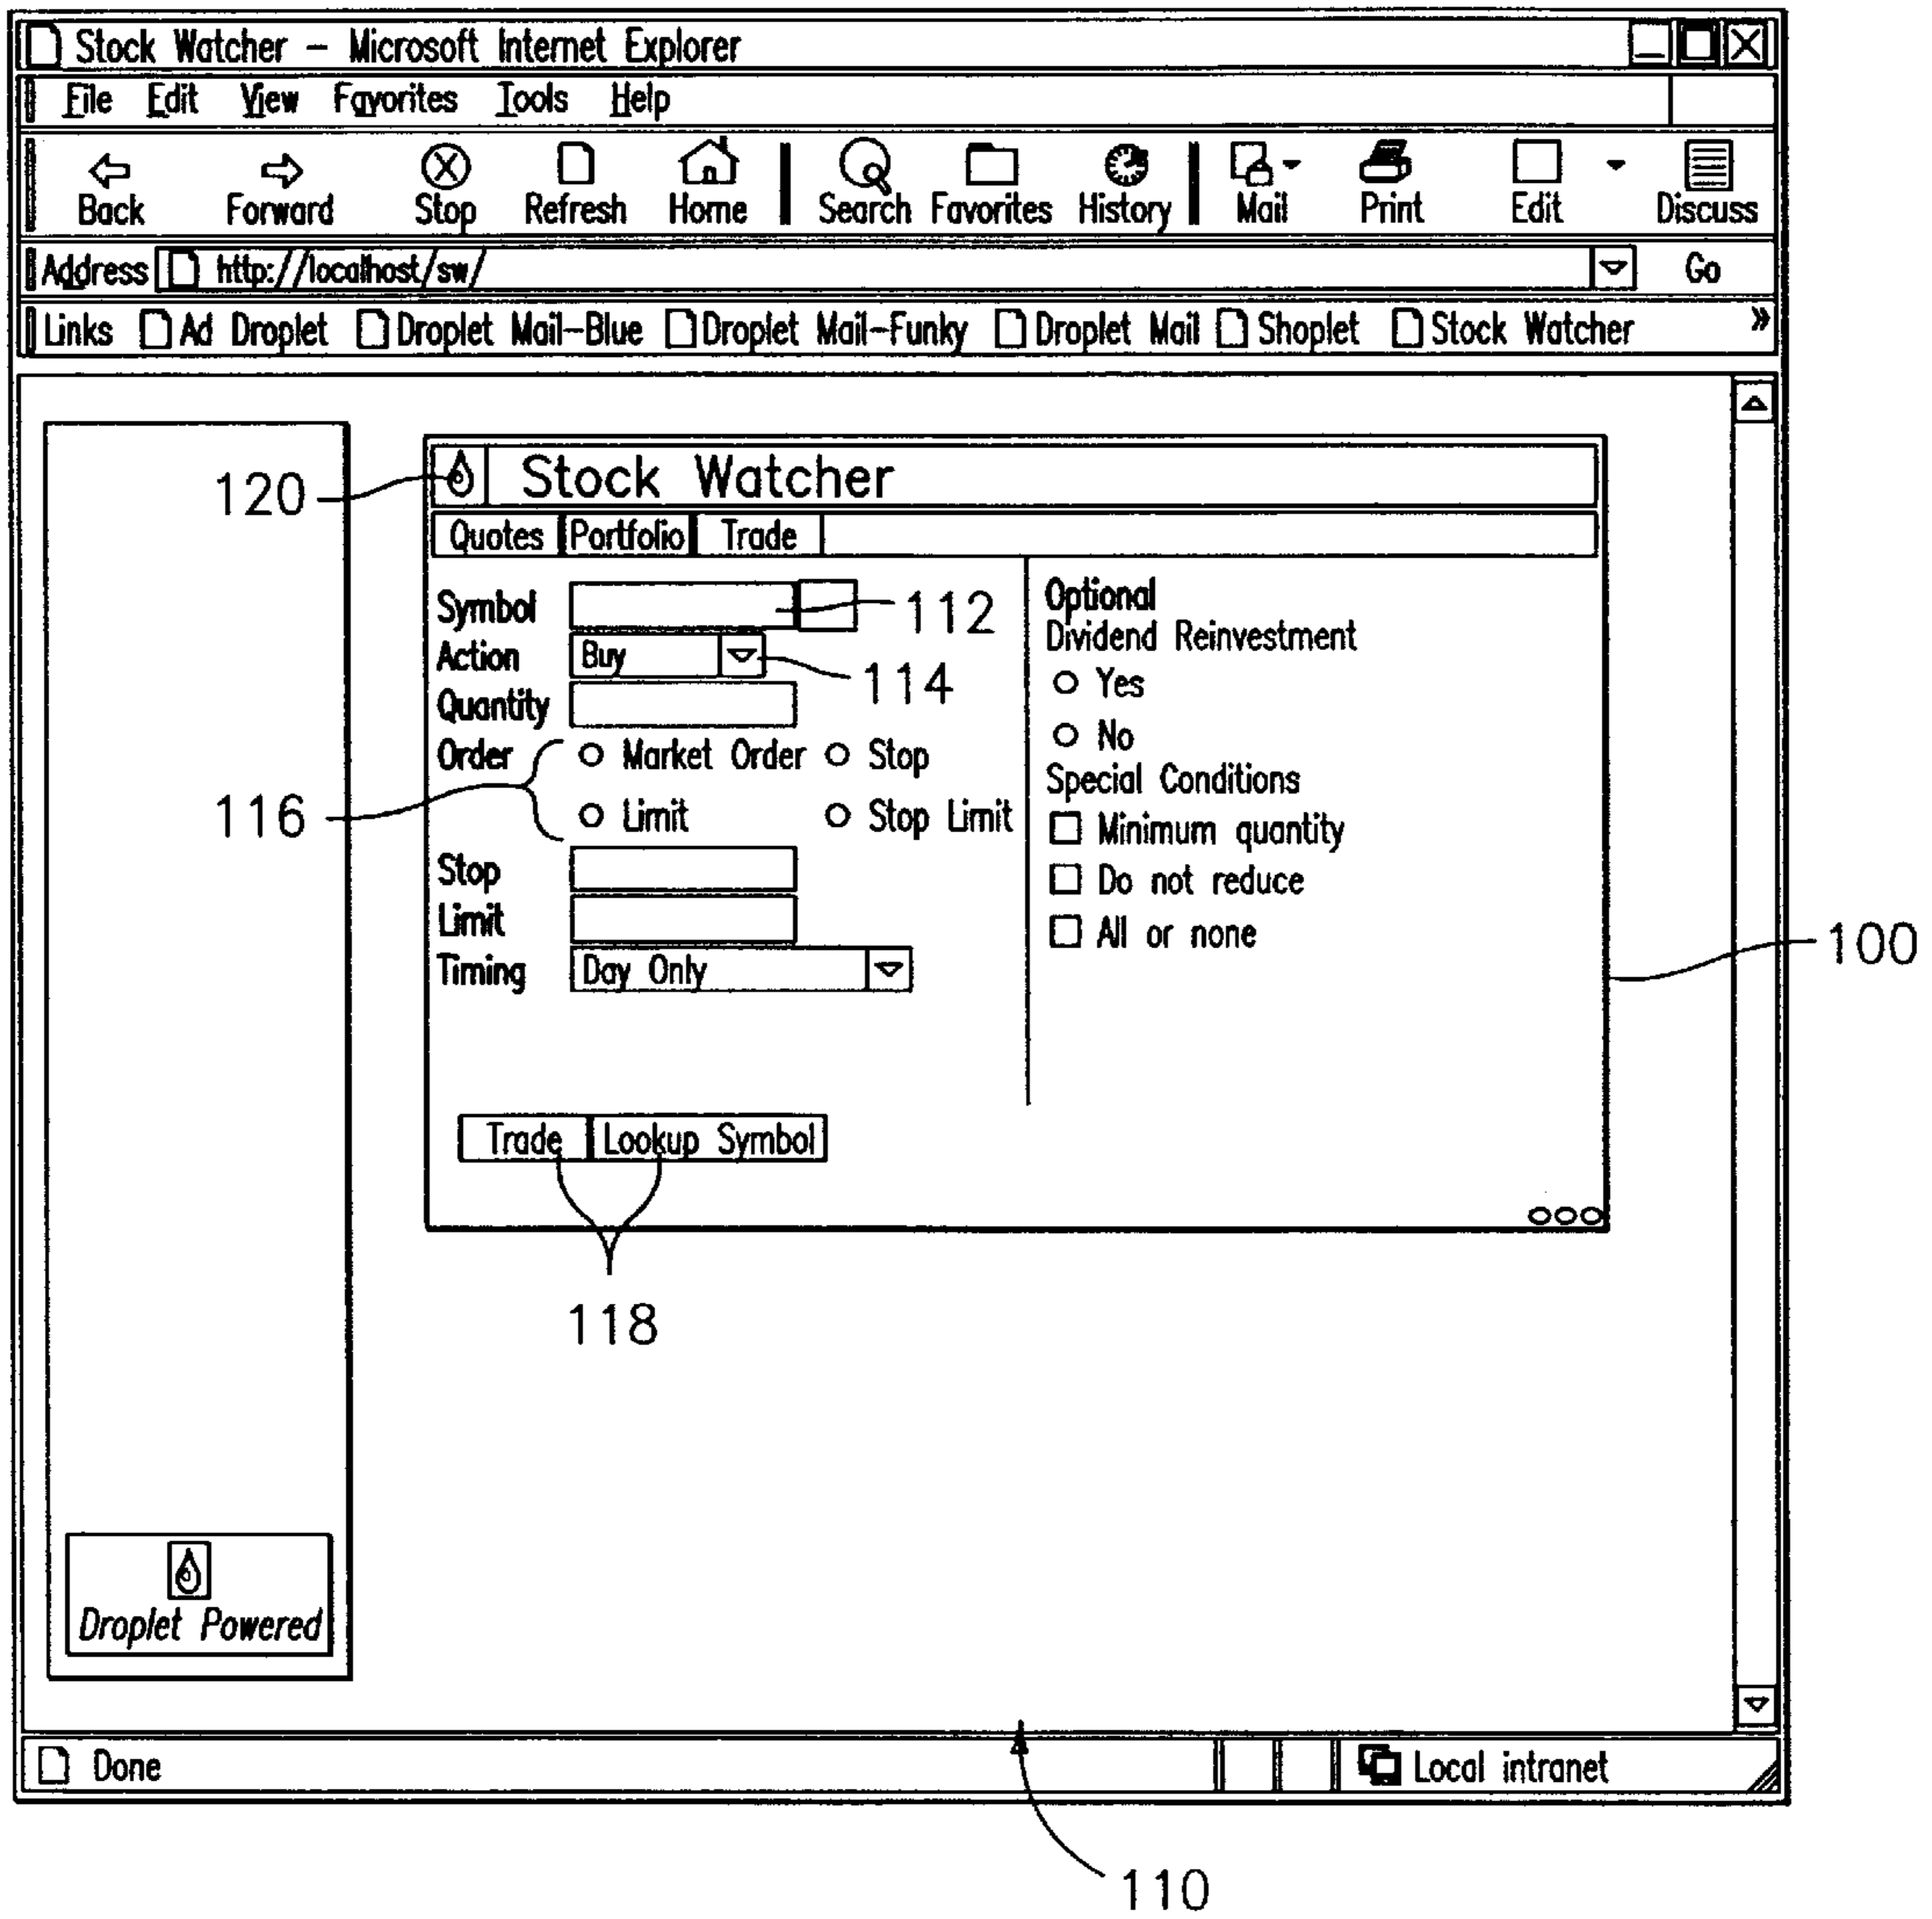 Stock Watcher - Microsoft Internet Explorer
File Edit View Favorites Tools Help
Back Forward Stop Refresh Home Search Favorites History Mail Print Edit Discuss
Address http://localhost/sw/ Go
Links Ad Droplet Droplet Mail-Blue Droplet Mail-Funky Droplet Mail Shoplet Stock Watcher »
120 Stock Watcher
Quotes Portfolio Trade
Symbol 112
Action Buy 114
Quantity
Order Market Order Stop
116 Limit Stop Limit
Stop
Limit
Timing Day Only
Optional
Dividend Reinvestment
Yes
No
Special Conditions
Minimum quantity
Do not reduce
All or none
100
Trade Lookup Symbol
118
Droplet Powered
Done Local intranet
110